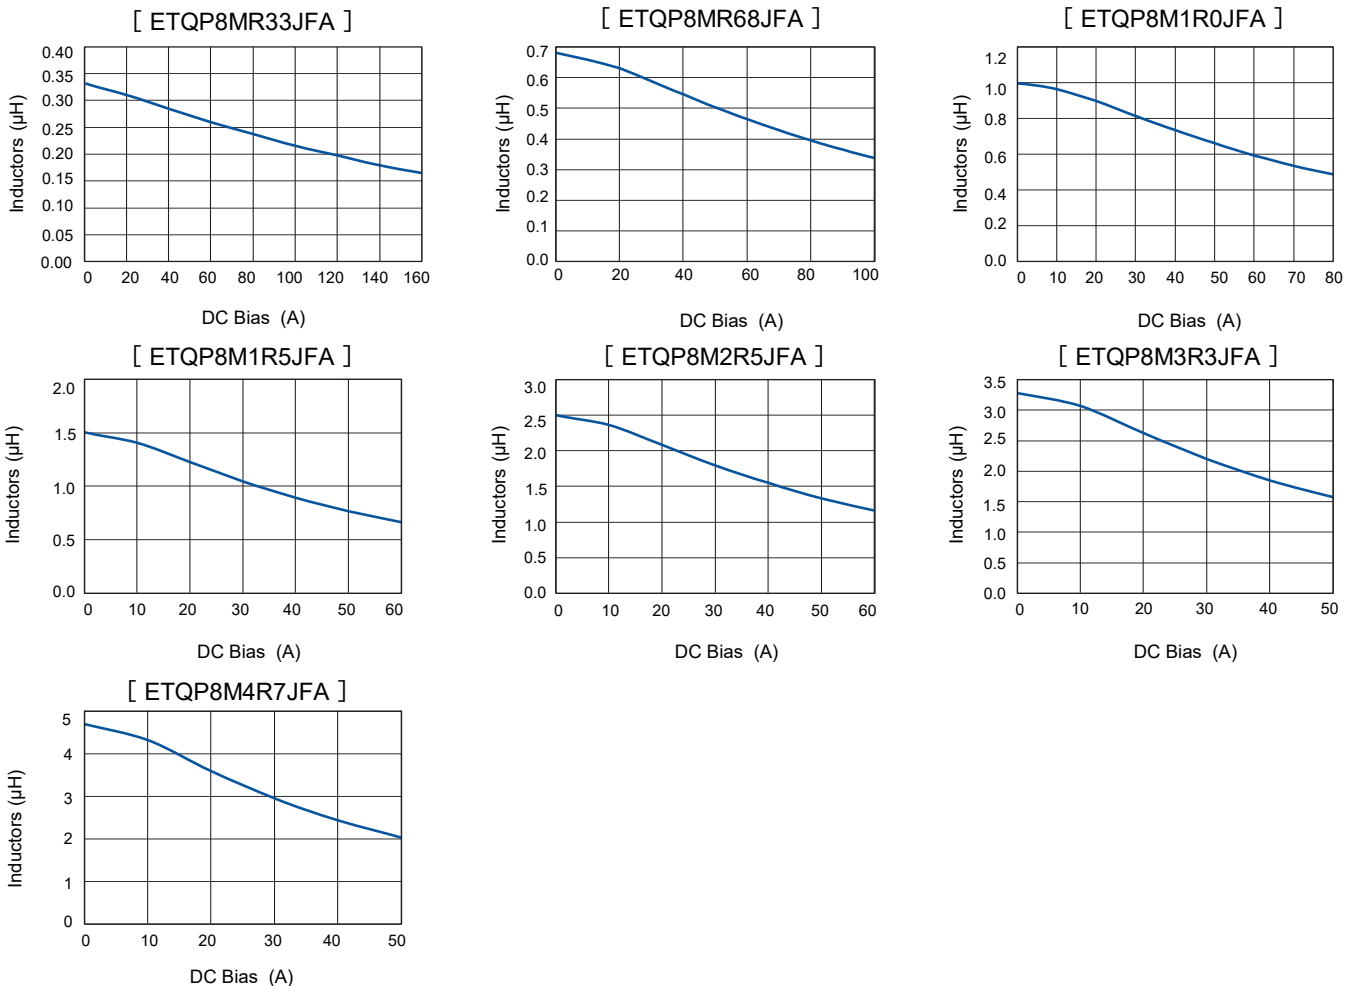 [ ETQP8MR33JFA ]
Inductors (μH)
0.40
0.35
0.30
0.25
0.20
0.15
0.10
0.05
0.00
0 20 40 60 80 100 120 140 160
DC Bias (A)
[ ETQP8MR68JFA ]
Inductors (μH)
0.7
0.6
0.5
0.4
0.3
0.2
0.1
0.0
0 20 40 60 80 100
DC Bias (A)
[ ETQP8M1R0JFA ]
Inductors (μH)
1.2
1.0
0.8
0.6
0.4
0.2
0.0
0 10 20 30 40 50 60 70 80
DC Bias (A)
[ ETQP8M1R5JFA ]
Inductors (μH)
2.0
1.5
1.0
0.5
0.0
0 10 20 30 40 50 60
DC Bias (A)
[ ETQP8M2R5JFA ]
Inductors (μH)
3.0
2.5
2.0
1.5
1.0
0.5
0.0
0 10 20 30 40 50 60
DC Bias (A)
[ ETQP8M3R3JFA ]
Inductors (μH)
3.5
3.0
2.5
2.0
1.5
1.0
0.5
0.0
0 10 20 30 40 50
DC Bias (A)
[ ETQP8M4R7JFA ]
Inductors (μH)
5
4
3
2
1
0
0 10 20 30 40 50
DC Bias (A)